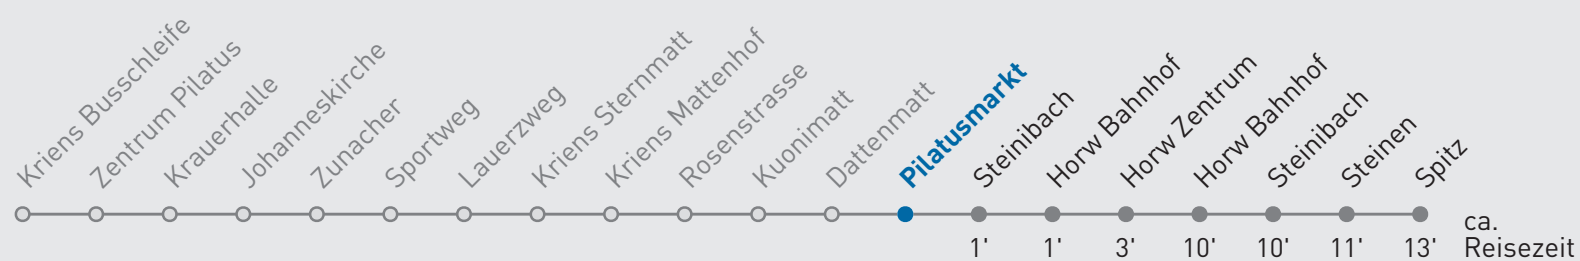 Kriens Busschleife
Zentrum Pilatus
Krauerhalle
Johanneskirche
Zunacher
Sportweg
Lauerzweg
Kriens Sternmatt
Kriens Mattenhof
Rosenstrasse
Kuonimatt
Dattenmatt
Pilatusmarkt
Steinibach
Horw Bahnhof
Horw Zentrum
Horw Bahnhof
Steinibach
Steinen
Spitz
1' 1' 3' 10' 10' 11' 13'
ca.
Reisezeit